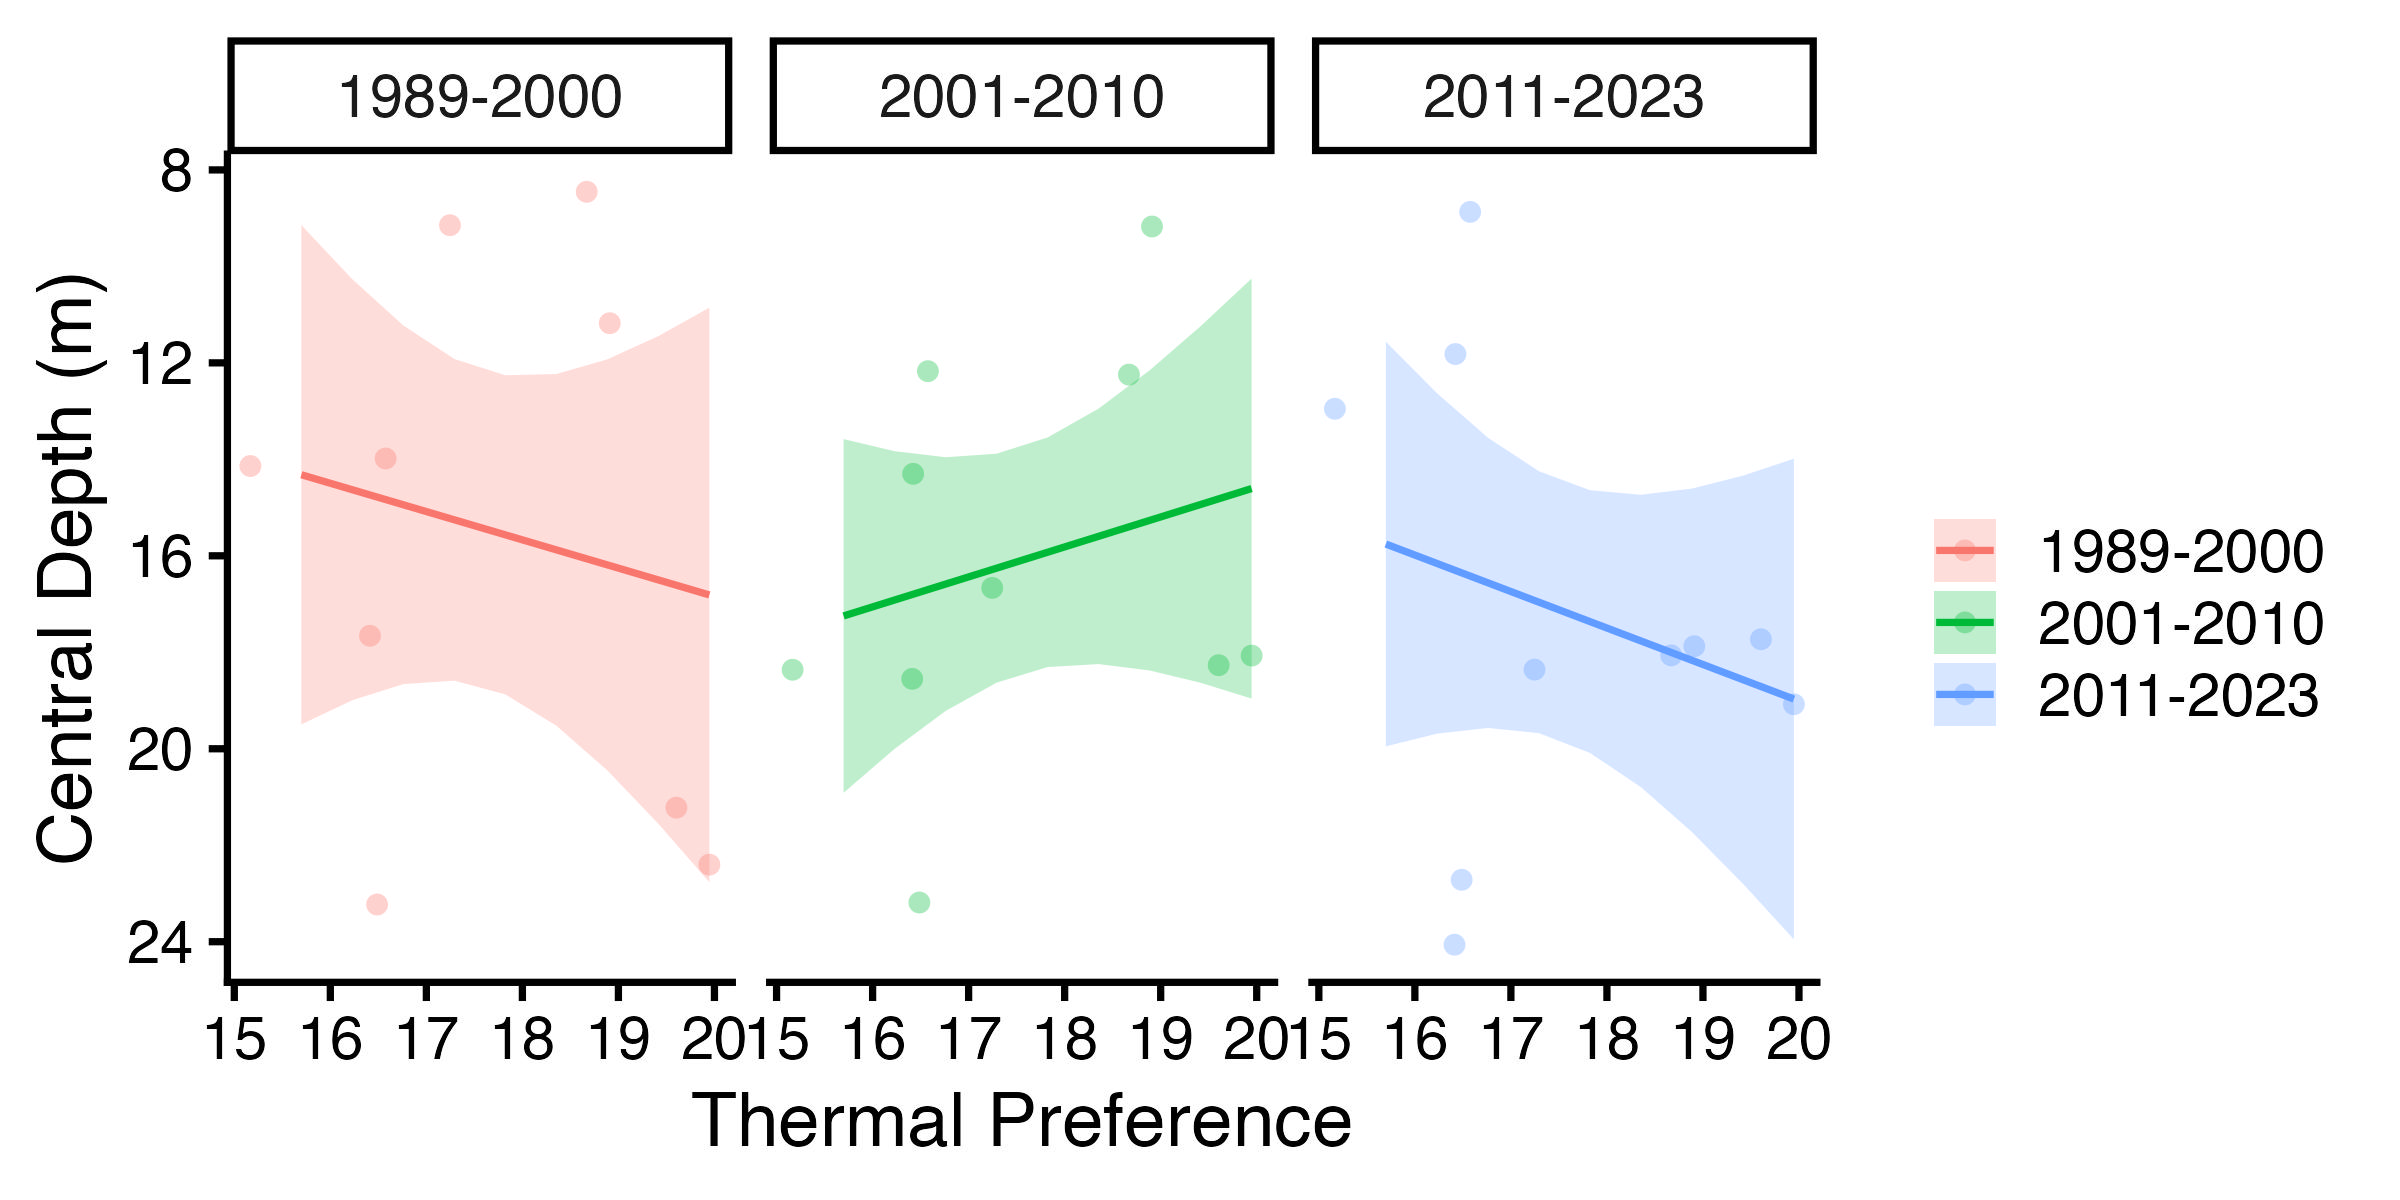 1989-2000 2001-2010 2011-2023
8
12
16
20
24
Central Depth (m)
15 16 17 18 19 20 15 16 17 18 19 20 15 16 17 18 19 20
Thermal Preference
1989-2000
2001-2010
2011-2023